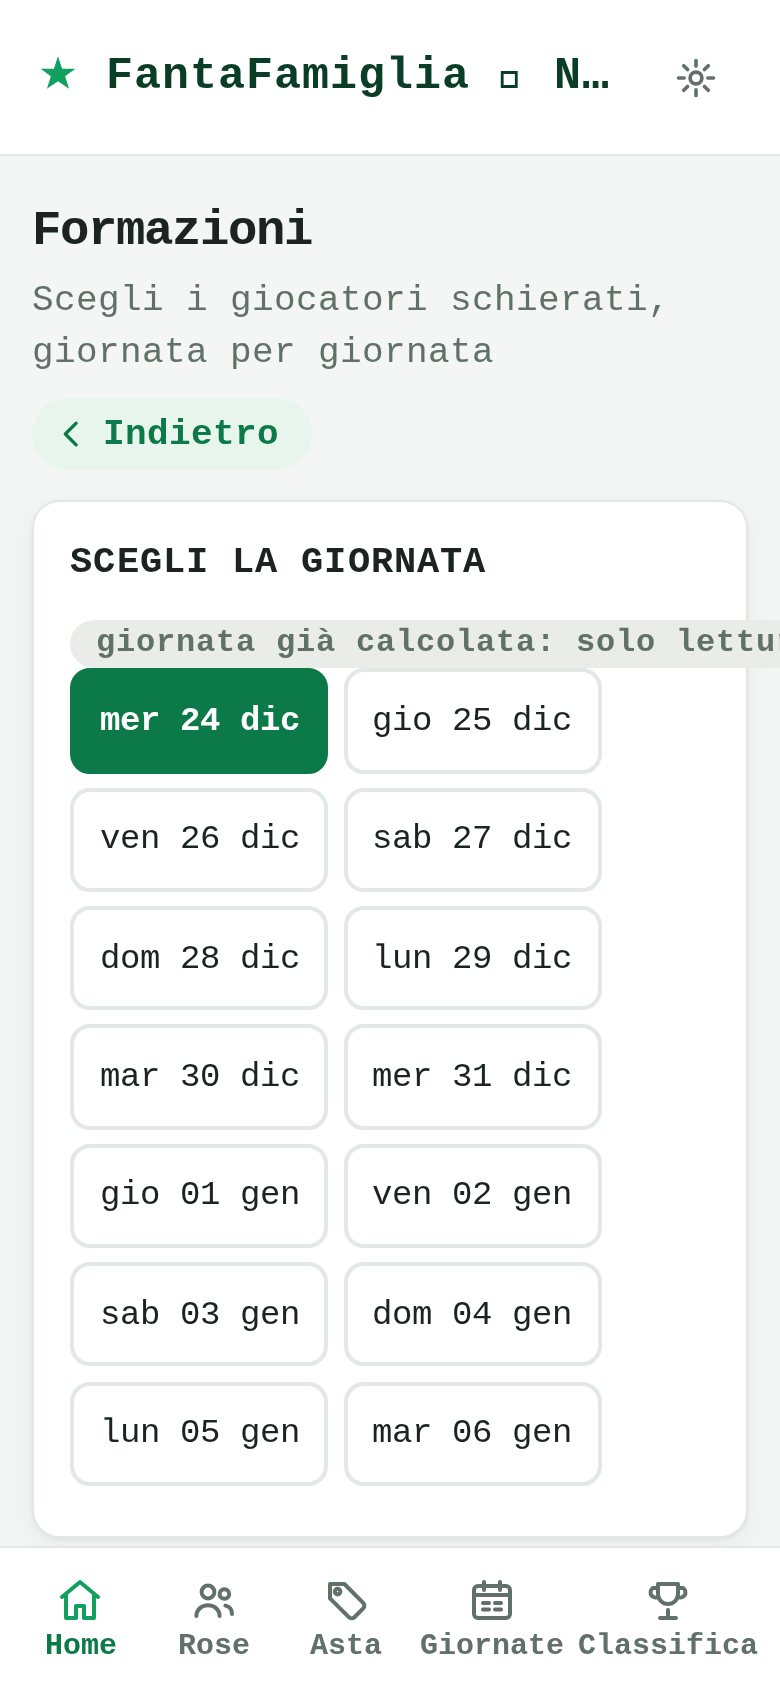 ★ FantaFamiglia □ N…
Formazioni
Scegli i giocatori schierati,
giornata per giornata
Indietro
SCEGLI LA GIORNATA
giornata già calcolata: solo
mer 24 dic
gio 25 dic
ven 26 dic
sab 27 dic
dom 28 dic
lun 29 dic
mar 30 dic
mer 31 dic
gio 01 gen
ven 02 gen
sab 03 gen
dom 04 gen
lun 05 gen
mar 06 gen
Home
Rose
Asta
Giornate
Classifica